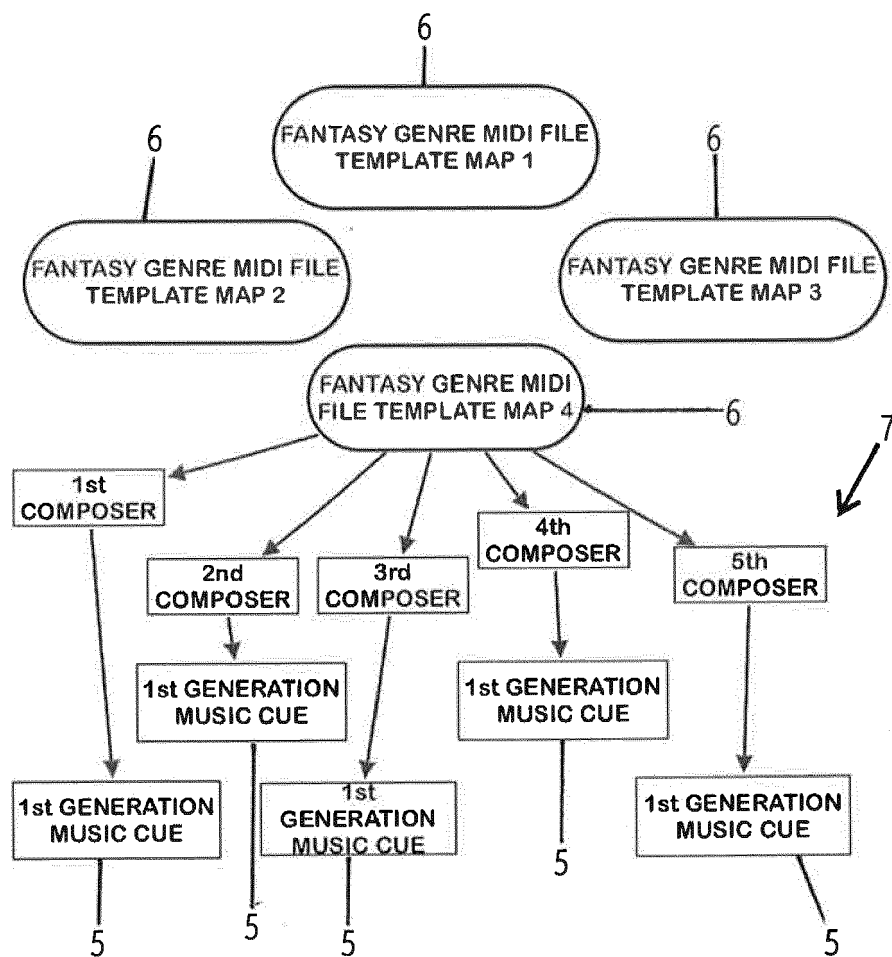 6
FANTASY GENRE MIDI FILE
TEMPLATE MAP 1
6
FANTASY GENRE MIDI FILE
TEMPLATE MAP 2
6
FANTASY GENRE MIDI FILE
TEMPLATE MAP 3
FANTASY GENRE MIDI
FILE TEMPLATE MAP 4
6
7
1st
COMPOSER
2nd
COMPOSER
3rd
COMPOSER
4th
COMPOSER
5th
COMPOSER
1st GENERATION
MUSIC CUE
1st GENERATION
MUSIC CUE
1st GENERATION
MUSIC CUE
1st
GENERATION
MUSIC CUE
1st GENERATION
MUSIC CUE
5
5
5
5
5